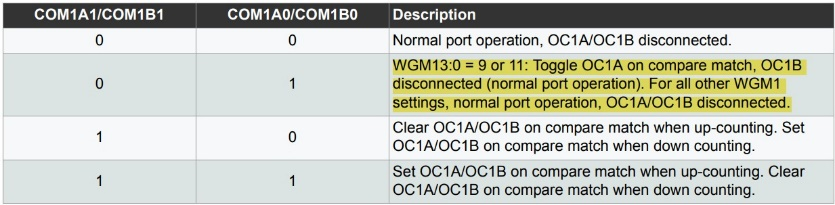 COM1A1/COM1B1 COM1A0/COM1B0 Description
0 0 Normal port operation, OC1A/OC1B disconnected.
0 1 WGM13:0 = 9 or 11: Toggle OC1A on compare match, OC1B
disconnected (normal port operation). For all other WGM1
settings, normal port operation, OC1A/OC1B disconnected.
1 0 Clear OC1A/OC1B on compare match when up-counting. Set
OC1A/OC1B on compare match when down counting.
1 1 Set OC1A/OC1B on compare match when up-counting. Clear
OC1A/OC1B on compare match when down counting.